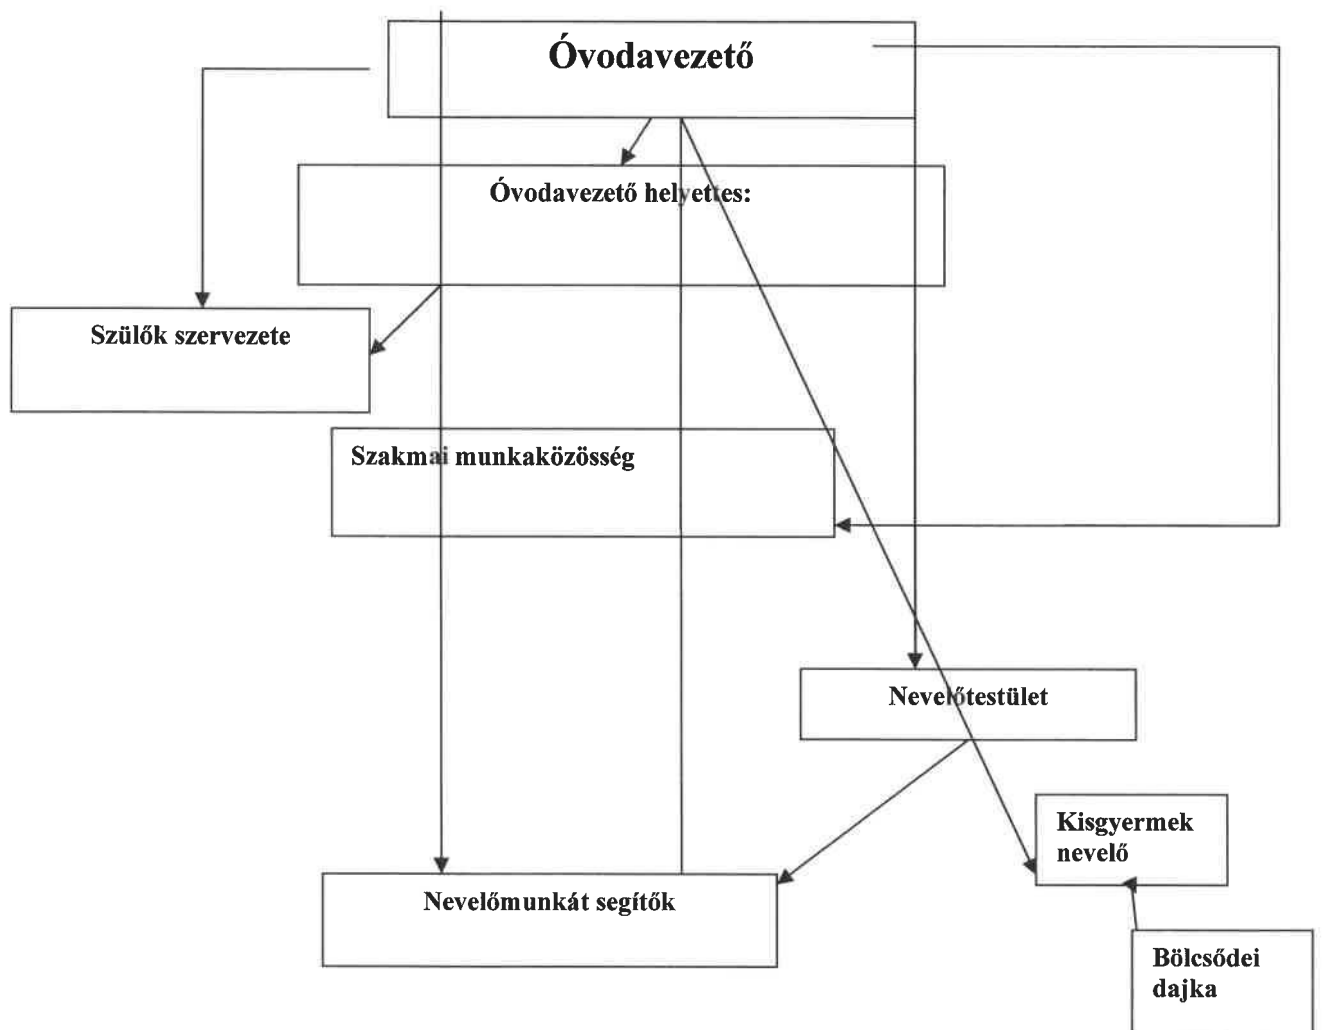 Óvodavezető
Óvodavezető helyettes:
Szülők szervezete
Szakmai munkaközösség
Nevelőtestület
Kisgyermek
nevelő
Nevelőmunkát segítők
Bölcsődei
dajka